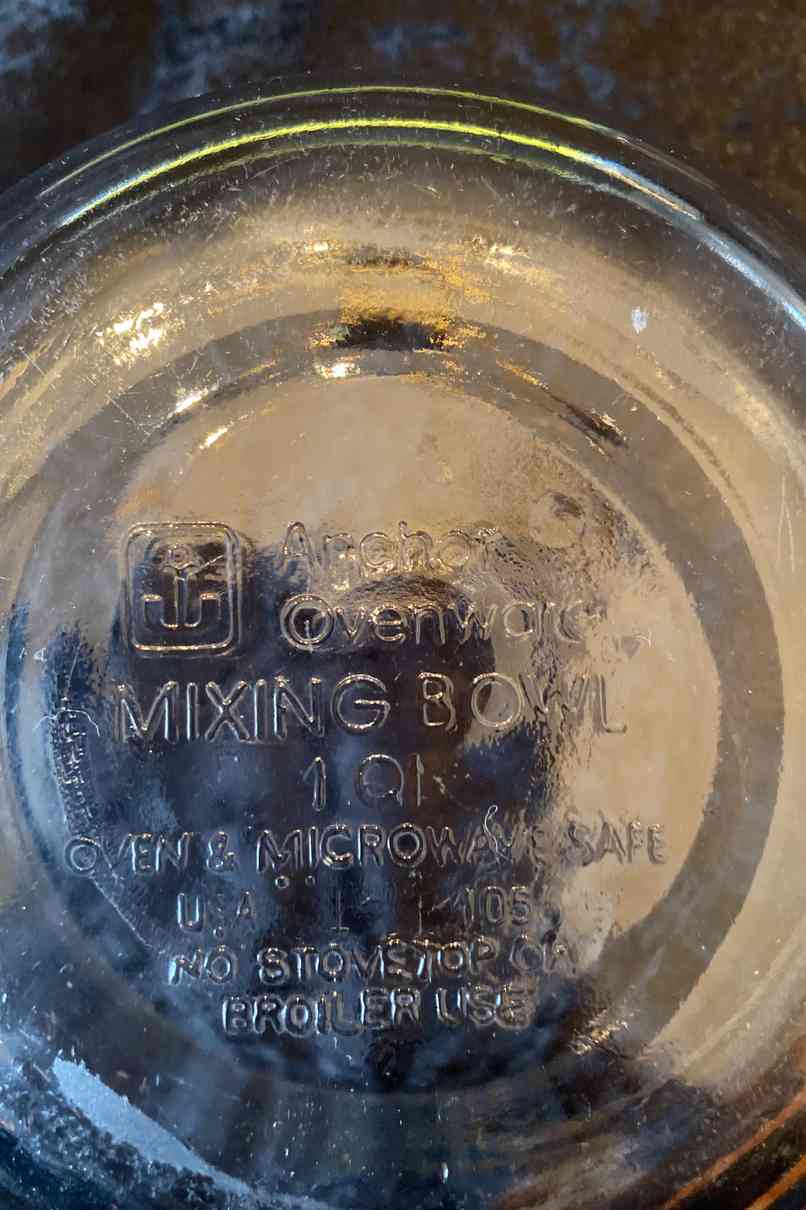 Anchor
Ovenware
MIXING BOWL
1 QT
OVEN & MICROWAVE SAFE
USA
NO STOVETOP OR
BROILER USE